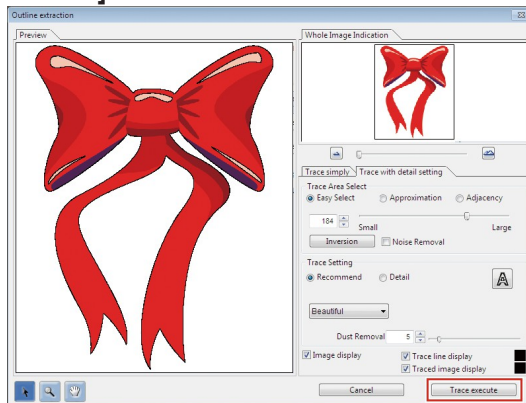 Outline extraction
Preview
Whole Image Indication
Trace simply
Trace with detail setting
Trace Area Select
Easy Select
Approximation
Adjacency
184
Small
Large
Inversion
Noise Removal
Trace Setting
Recommend
Detail
A
Beautiful
Dust Removal
5
Image display
Trace line display
Traced image display
Cancel
Trace execute